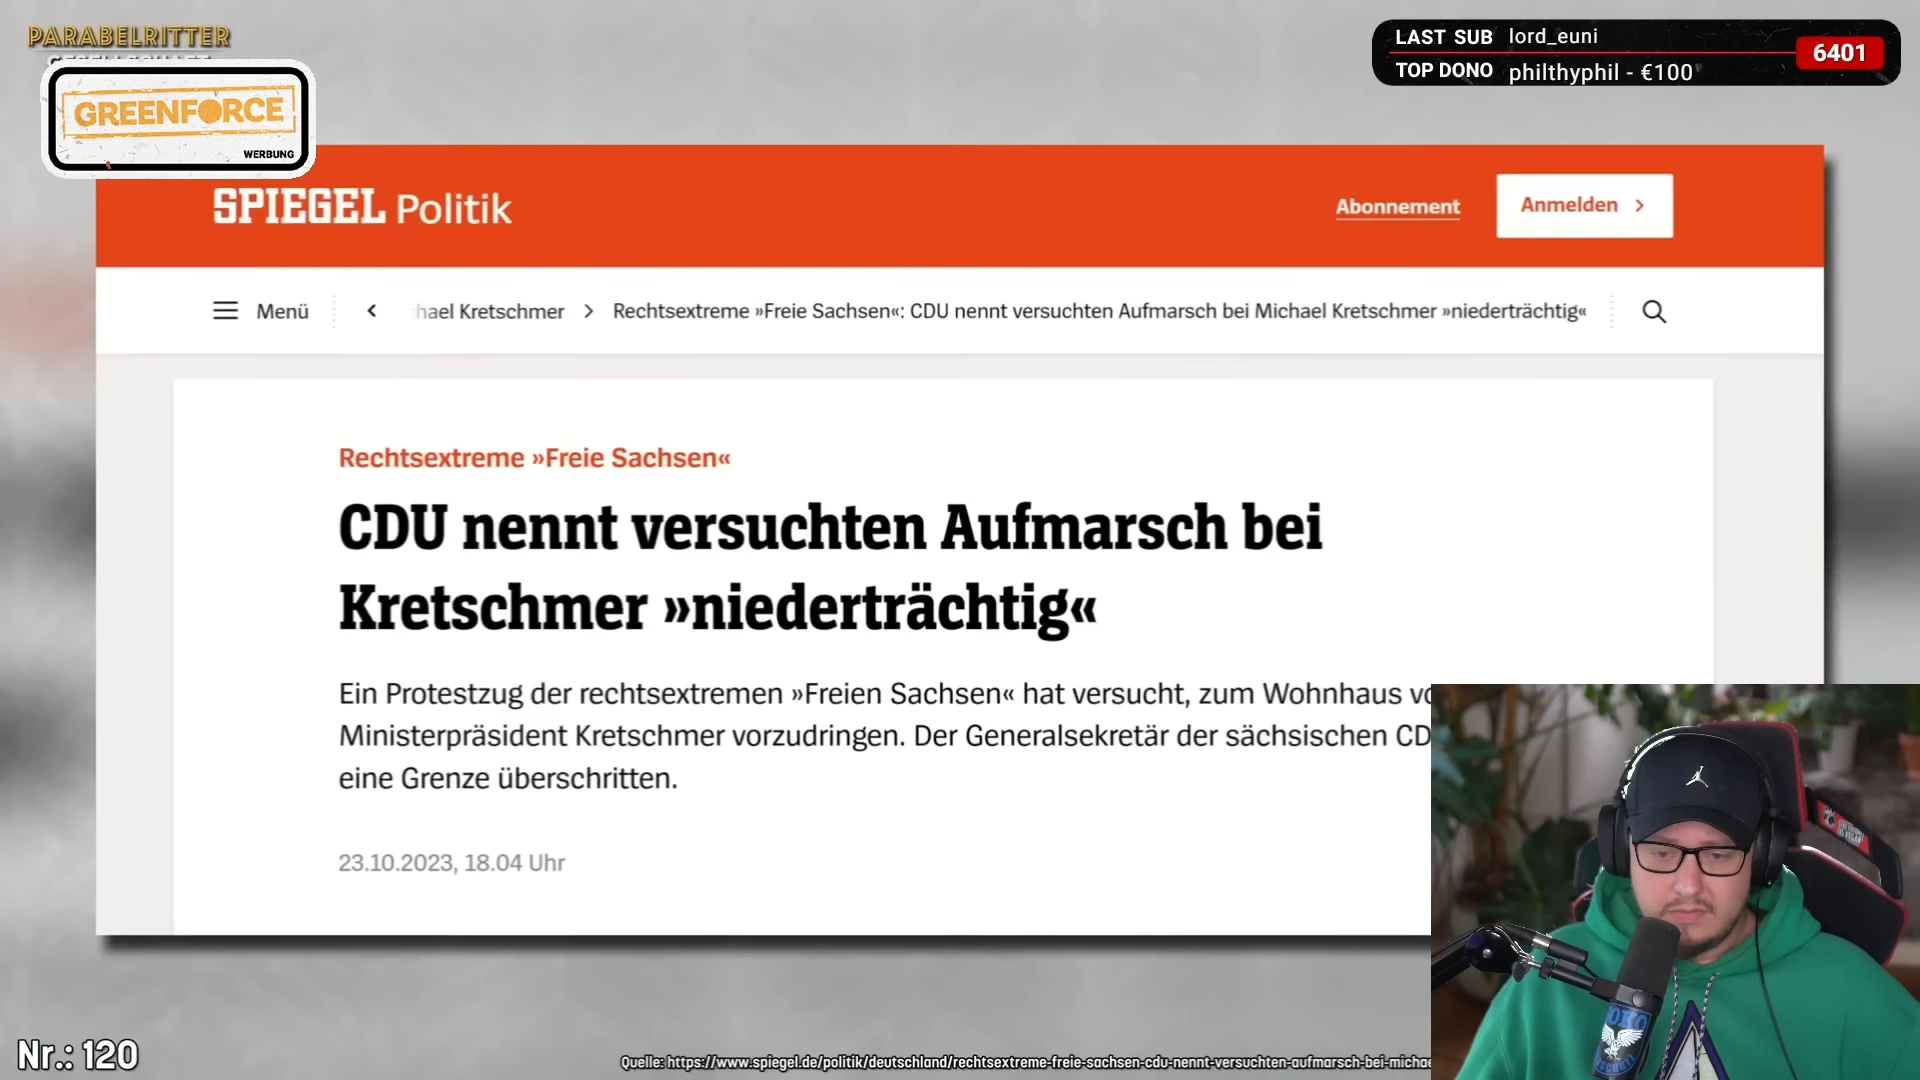 PARABELRITTER
GREENFORCE
WERBUNG
LAST SUB lord_euni
TOP DONO philthyphil - €100
6401
SPIEGEL Politik
Abonnement
Anmelden
Menü
hael Kretschmer
Rechtsextreme »Freie Sachsen«: CDU nennt versuchten Aufmarsch bei Michael Kretschmer »niederträchtig«
Rechtsextreme »Freie Sachsen«
CDU nennt versuchten Aufmarsch bei
Kretschmer »niederträchtig«
Ein Protestzug der rechtsextremen »Freien Sachsen« hat versucht, zum Wohnhaus
Ministerpräsident Kretschmer vorzudringen. Der Generalsekretär der sächsischen CD
eine Grenze überschritten.
23.10.2023, 18.04 Uhr
Nr.: 120
Quelle: https://www.spiegel.de/politik/deutschland/rechtsextreme-freie-sachsen-cdu-nennt-versuchten-aufmarsch-bei-micha